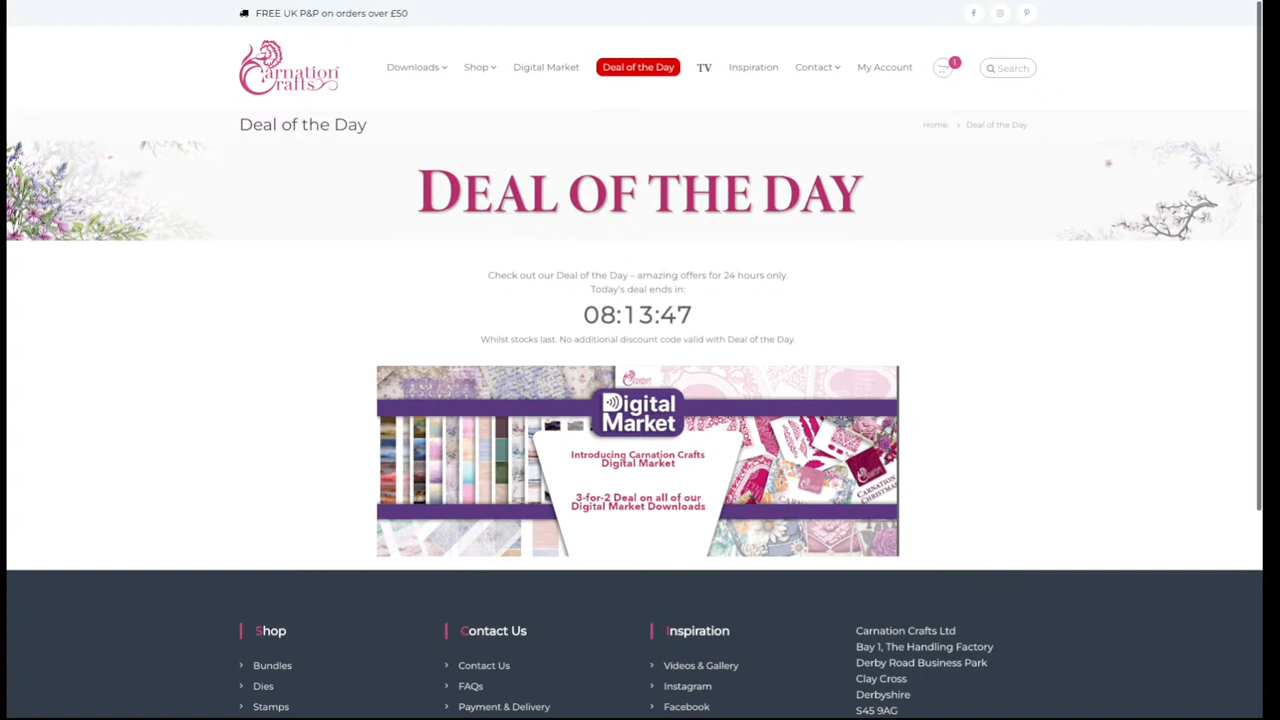 FREE UK P&P on orders over £50
Carnation Crafts
Downloads Shop Digital Market Deal of the Day TV Inspiration Contact My Account 1 Search
Deal of the Day
Home › Deal of the Day
DEAL OF THE DAY
Check out our Deal of the Day – amazing offers for 24 hours only.
Today's deal ends in:
08:13:47
Whilst stocks last. No additional discount code valid with Deal of the Day.
Digital
Market
Introducing Carnation Crafts
Digital Market
3-for-2 Deal on all of our
Digital Market Downloads
CARNATION
Shop
Bundles
Dies
Stamps
Contact Us
Contact Us
FAQs
Payment & Delivery
Inspiration
Videos & Gallery
Instagram
Facebook
Carnation Crafts Ltd
Bay 1, The Handling Factory
Derby Road Business Park
Clay Cross
Derbyshire
S45 9AG